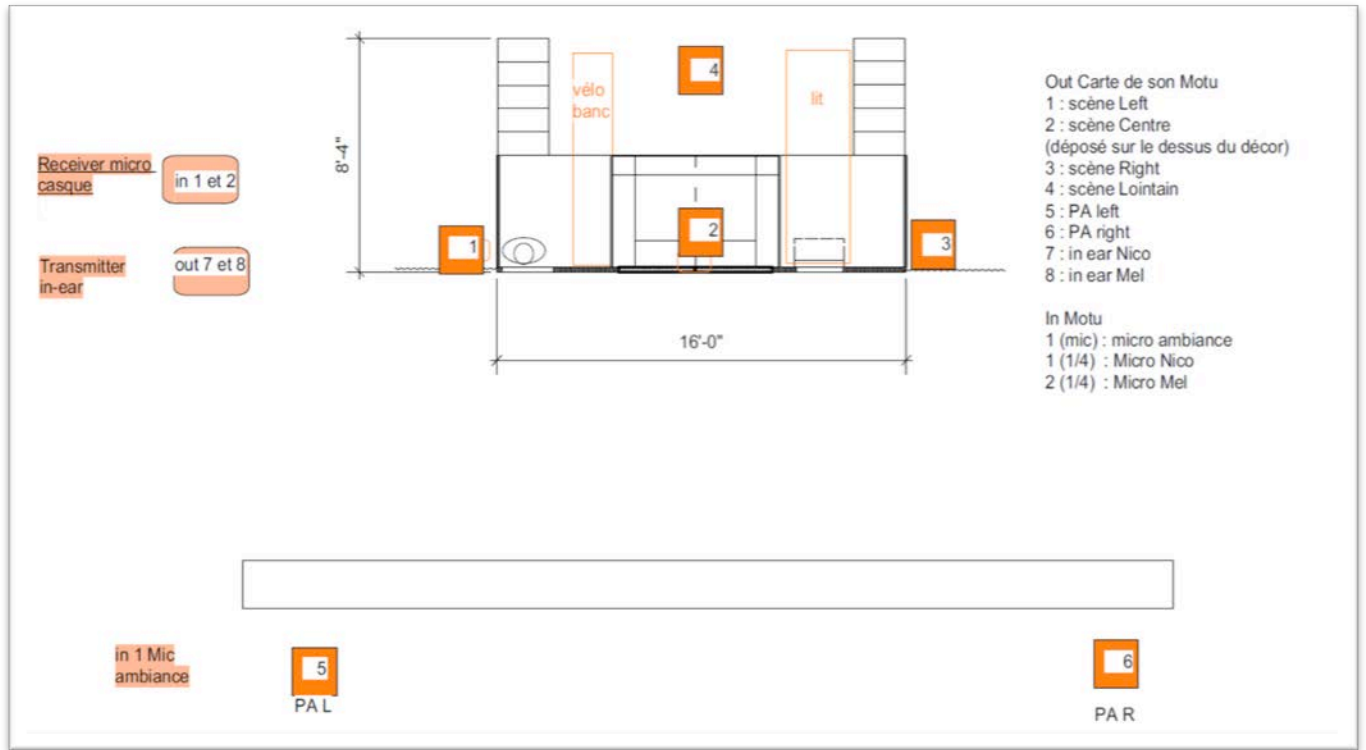 4
vélo
banc
lit
8'-4"
Receiver micro
casque
in 1 et 2
Transmitter
in-ear
out 7 et 8
1
2
3
16'-0"
Out Carte de son Motu
1 : scène Left
2 : scène Centre
(déposé sur le dessus du décor)
3 : scène Right
4 : scène Lointain
5 : PA left
6 : PA right
7 : in ear Nico
8 : in ear Mel
In Motu
1 (mic) : micro ambiance
1 (1/4) : Micro Nico
2 (1/4) : Micro Mel
in 1 Mic
ambiance
5
PA L
6
PA R